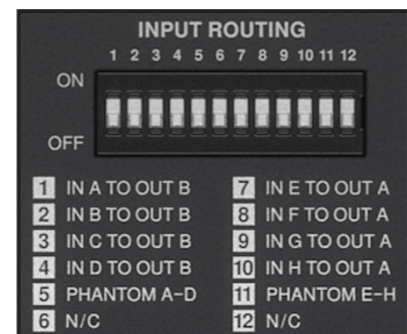 INPUT ROUTING
1 2 3 4 5 6 7 8 9 10 11 12
ON
OFF
1 IN A TO OUT B
2 IN B TO OUT B
3 IN C TO OUT B
4 IN D TO OUT B
5 PHANTOM A-D
6 N/C
7 IN E TO OUT A
8 IN F TO OUT A
9 IN G TO OUT A
10 IN H TO OUT A
11 PHANTOM E-H
12 N/C